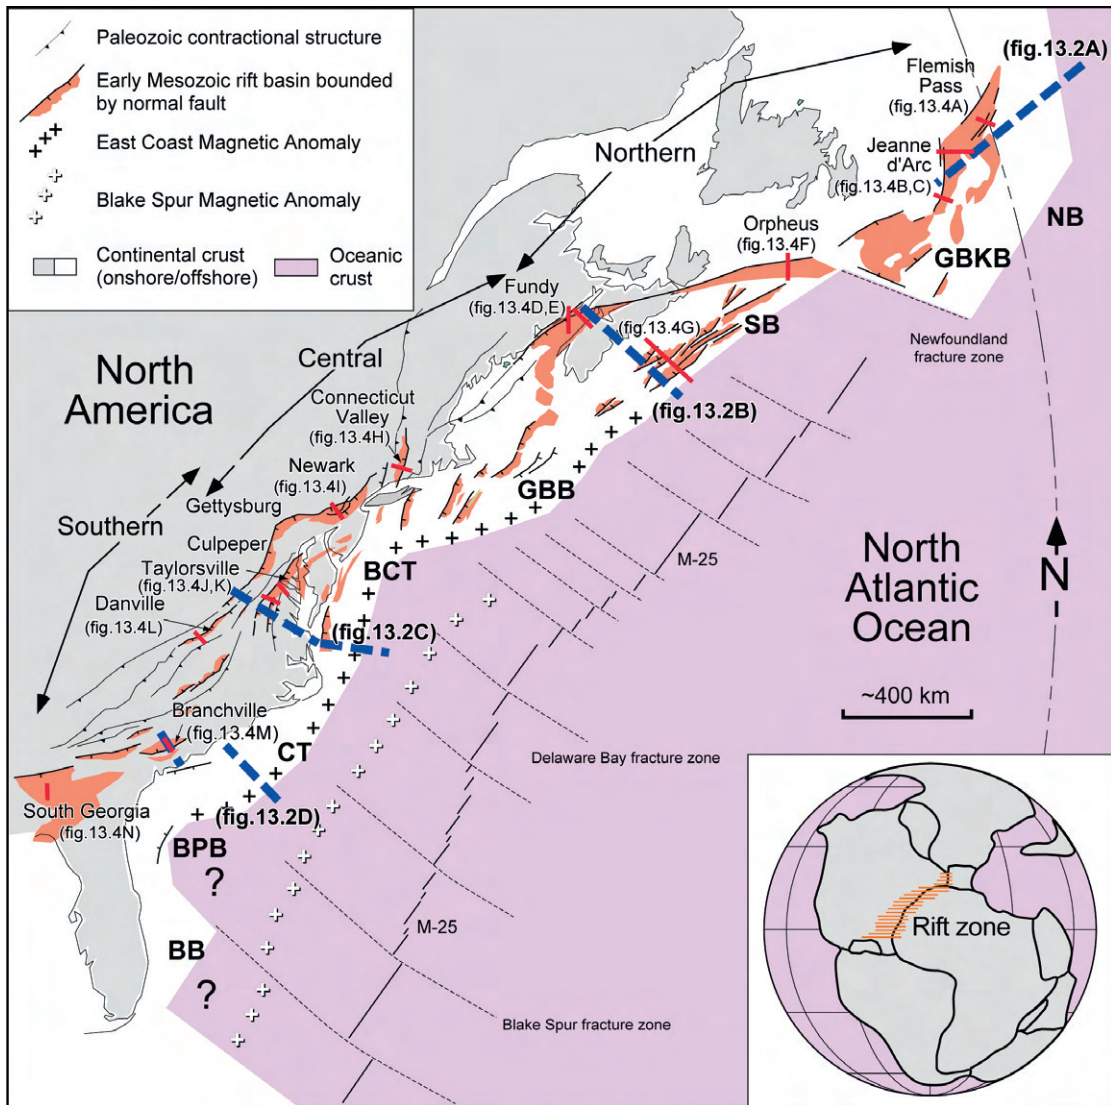 Paleozoic contractional structure
Early Mesozoic rift basin bounded
by normal fault
East Coast Magnetic Anomaly
Blake Spur Magnetic Anomaly
Continental crust
(onshore/offshore)
Oceanic
crust
(fig.13.2A)
Flemish
Pass
(fig.13.4A)
Northern
Jeanne
d'Arc
(fig.13.4B,C)
NB
Orpheus
(fig.13.4F)
GBKB
Fundy
(fig.13.4D,E)
(fig.13.4G)
SB
Newfoundland
fracture zone
North
America
Central
Connecticut
Valley
(fig.13.4H)
(fig.13.2B)
Newark
(fig.13.4I)
Gettysburg
GBB
Southern
Culpeper
Taylorsville
(fig.13.4J,K)
BCT
M-25
North
Atlantic
Ocean
N
Danville
(fig.13.4L)
(fig.13.2C)
~400 km
Branchville
(fig.13.4M)
CT
Delaware Bay fracture zone
South Georgia
(fig.13.4N)
(fig.13.2D)
BPB
?
M-25
BB
?
Blake Spur fracture zone
Rift zone